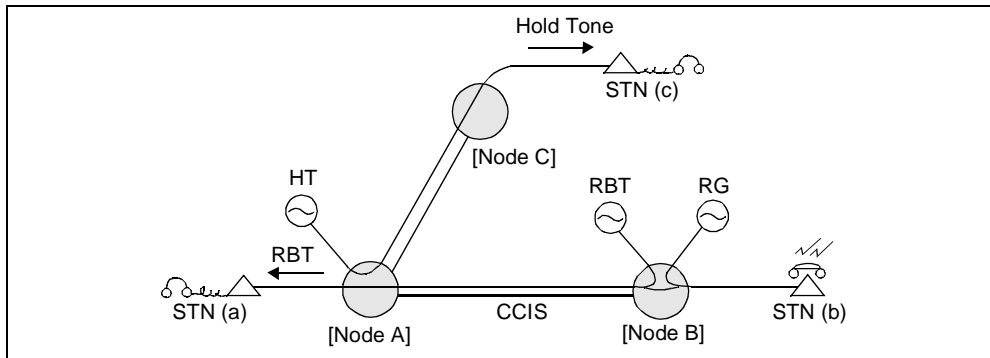 Hold Tone
STN (c)
[Node C]
HT
RBT
RG
RBT
STN (a)
CCIS
STN (b)
[Node A]
[Node B]